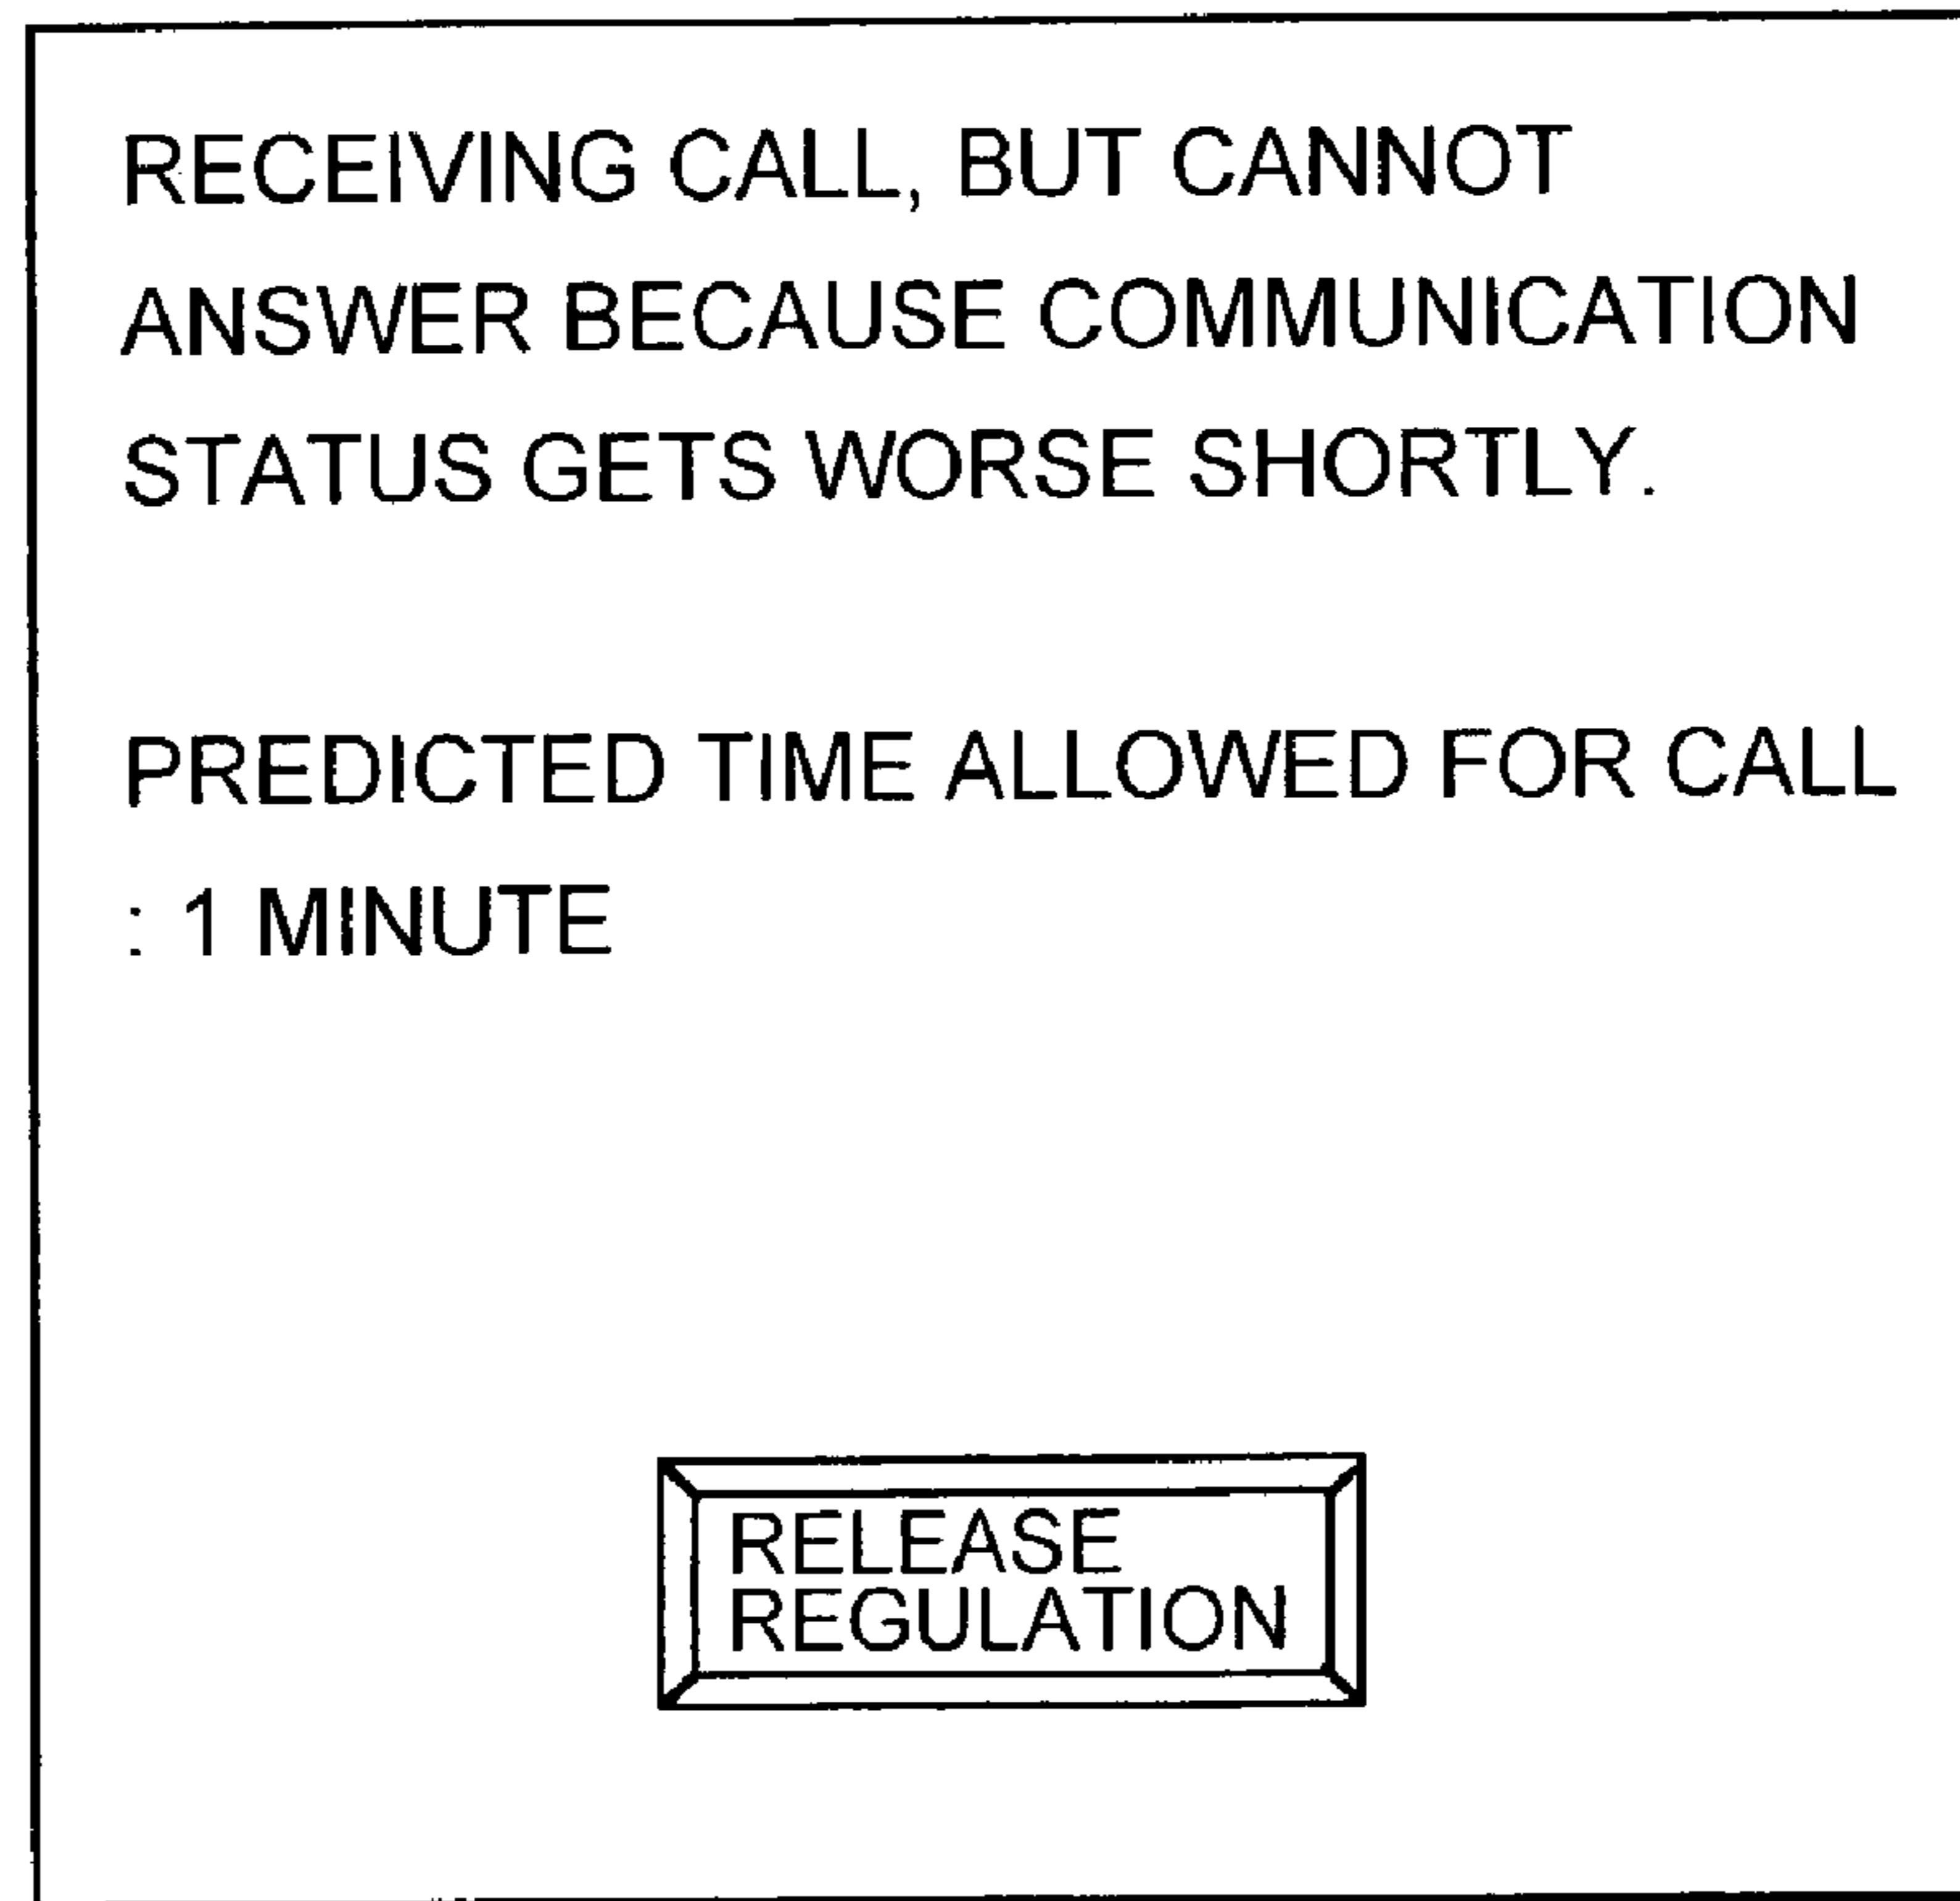 RECEIVING CALL, BUT CANNOT
ANSWER BECAUSE COMMUNICATION
STATUS GETS WORSE SHORTLY.
PREDICTED TIME ALLOWED FOR CALL
: 1 MINUTE
RELEASE
REGULATION